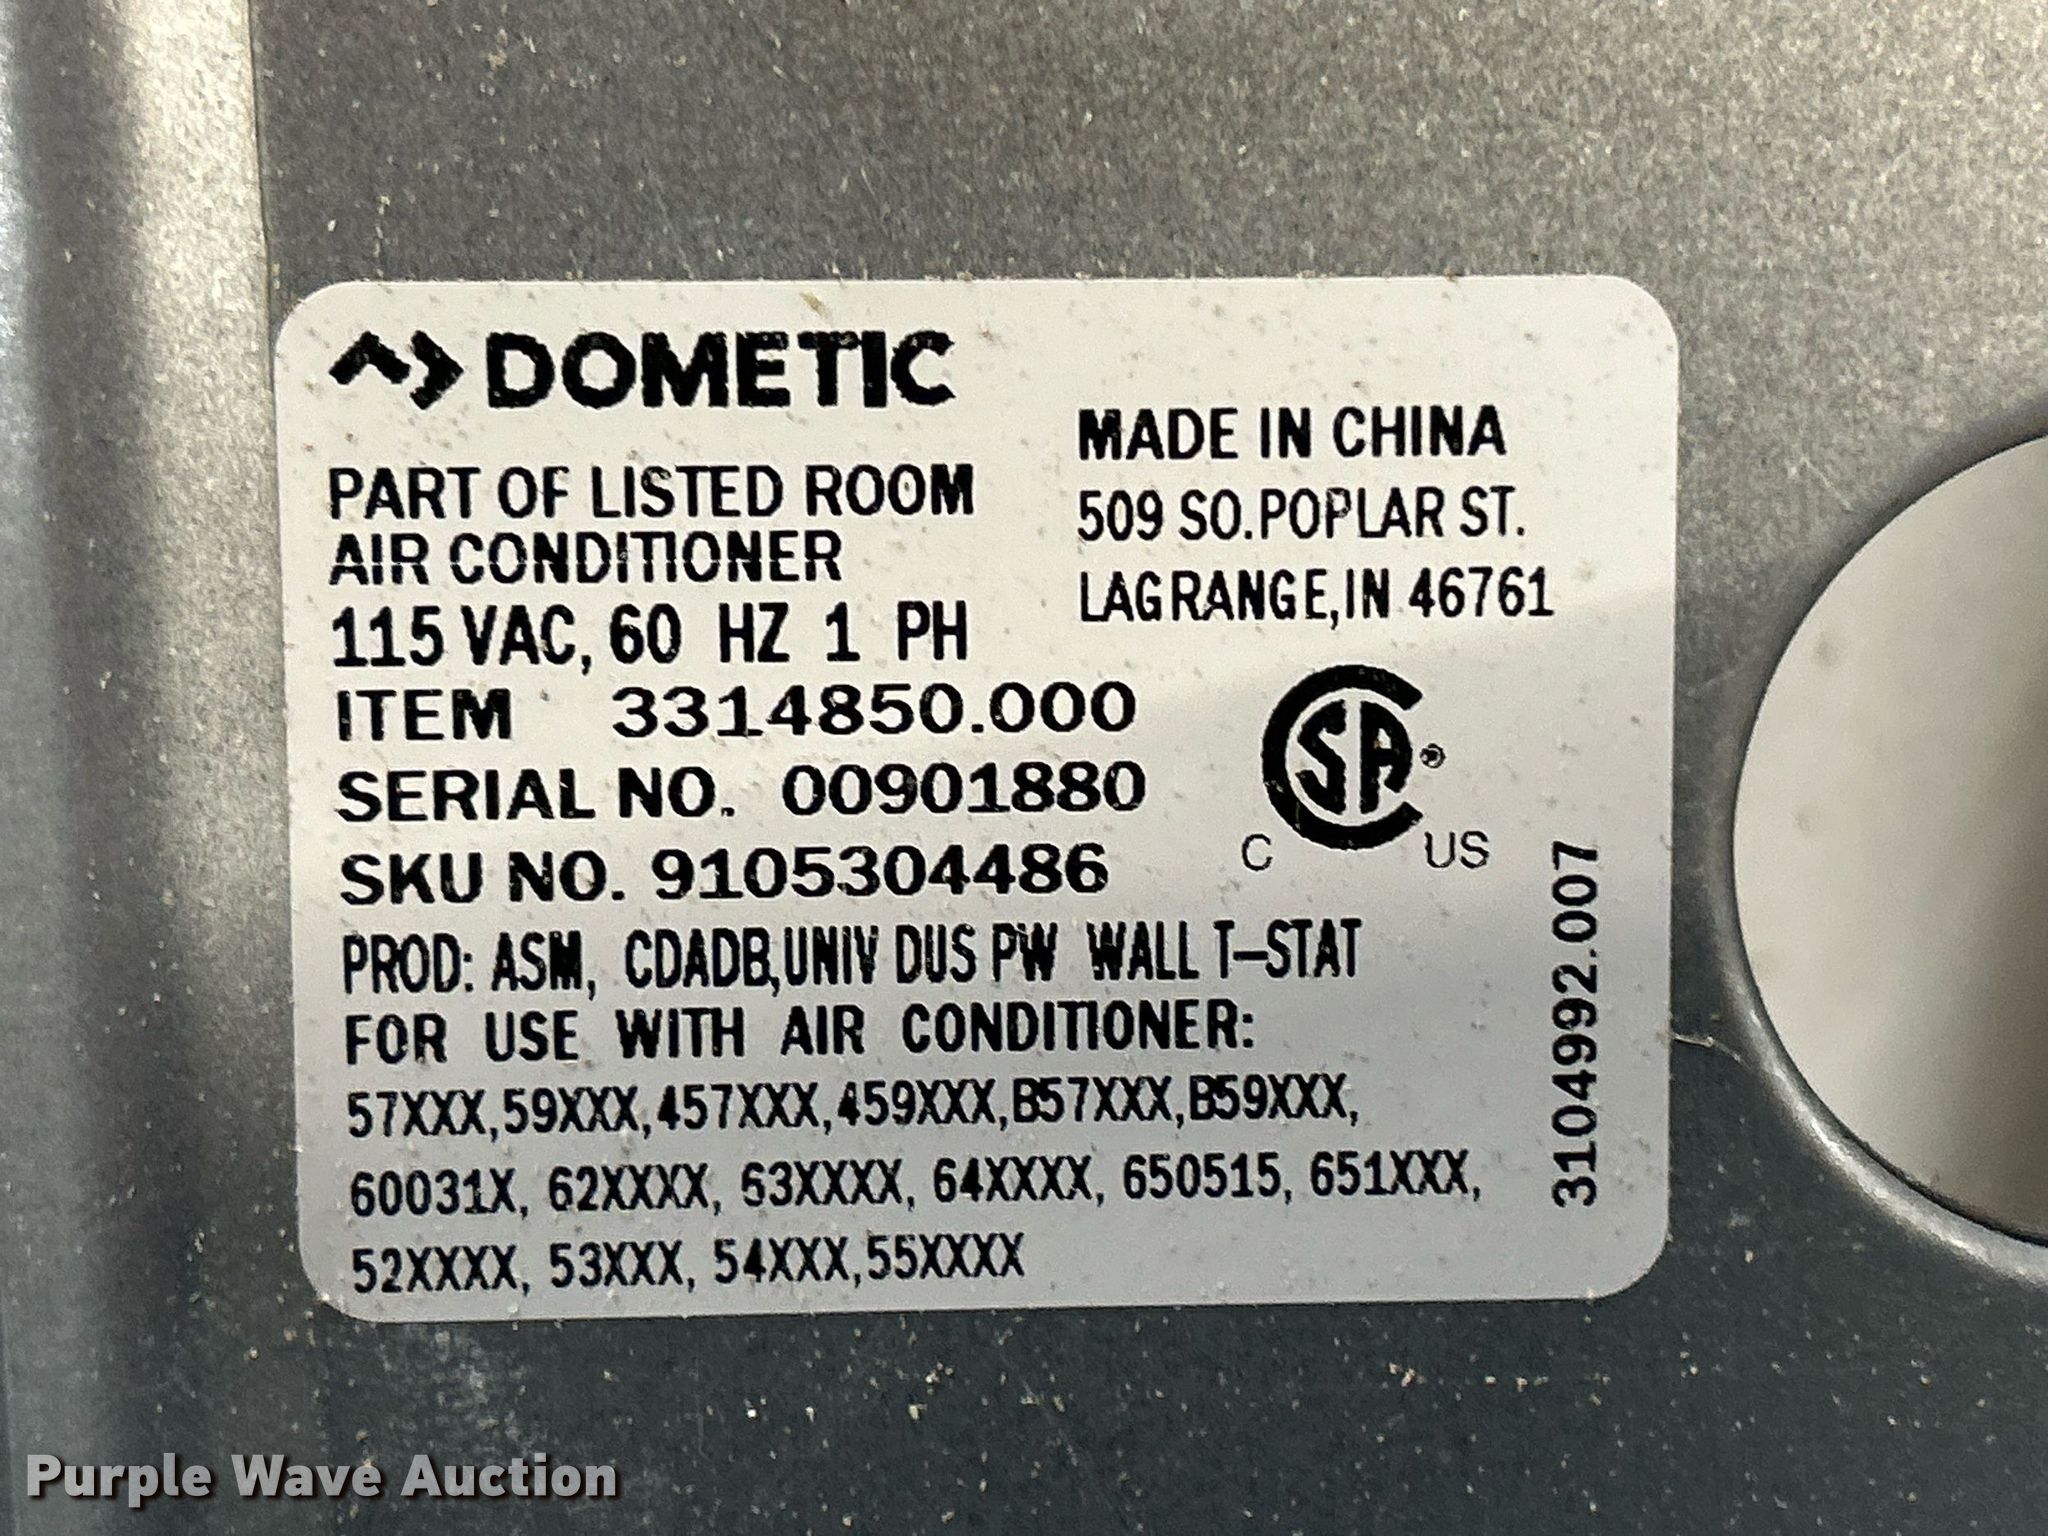 DOMETIC
PART OF LISTED ROOM
AIR CONDITIONER
115 VAC, 60 HZ 1 PH
MADE IN CHINA
509 SO.POPLAR ST.
LAGRANGE,IN 46761
ITEM 3314850.000
SERIAL NO. 00901880
SKU NO. 9105304486
CSA®
C US
PROD: ASM, CDADB,UNIV DUS PW WALL T-STAT
FOR USE WITH AIR CONDITIONER:
57XXX,59XXX,457XXX,459XXX,B57XXX,B59XXX,
60031X, 62XXXX, 63XXXX, 64XXXX, 650515, 651XXX,
52XXXX, 53XXX, 54XXX,55XXXX
3104992.007
Purple Wave Auction